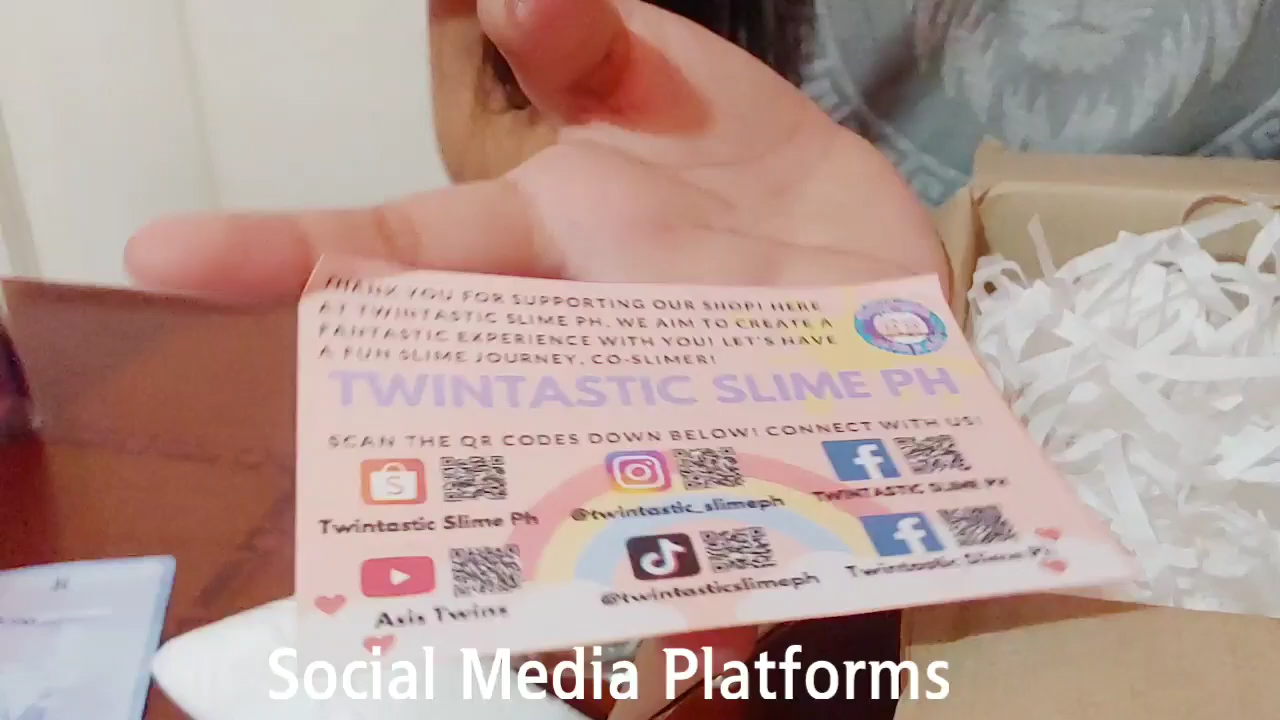 THANK YOU FOR SUPPORTING OUR SHOP! HERE
AT TWINTASTIC SLIME PH, WE AIM TO CREATE A
FANTASTIC EXPERIENCE WITH YOU! LET'S HAVE
A FUN SLIME JOURNEY, CO-SLIMER!
TWINTASTIC SLIME PH
SCAN THE QR CODES DOWN BELOW! CONNECT WITH US!
Twintastic Slime Ph
@twintastic_slimeph
TWINTASTIC SLIME PH
Asis Twins
@twintasticslimeph
Twintastic Slime Ph
Social Media Platforms